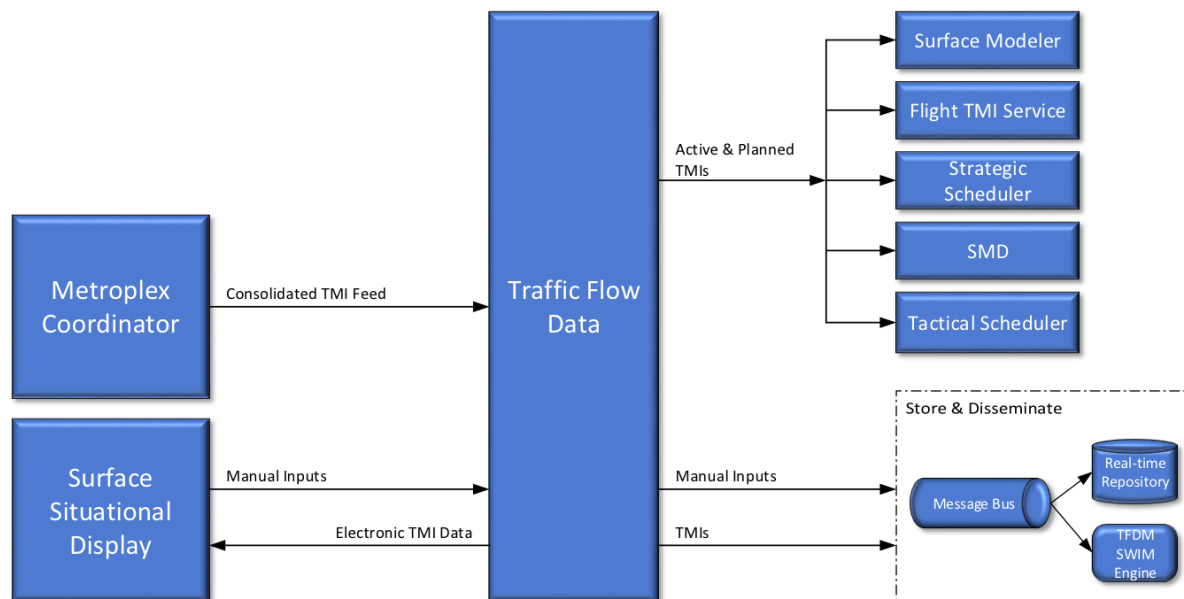 Surface Modeler
Flight TMI Service
Active & Planned
TMIs
Strategic
Scheduler
SMD
Tactical Scheduler
Metroplex
Coordinator
Consolidated TMI Feed
Traffic Flow
Data
Store & Disseminate
Surface
Situational
Display
Manual Inputs
Electronic TMI Data
Manual Inputs
TMIs
Message Bus
Real-time
Repository
TFDM
SWIM
Engine